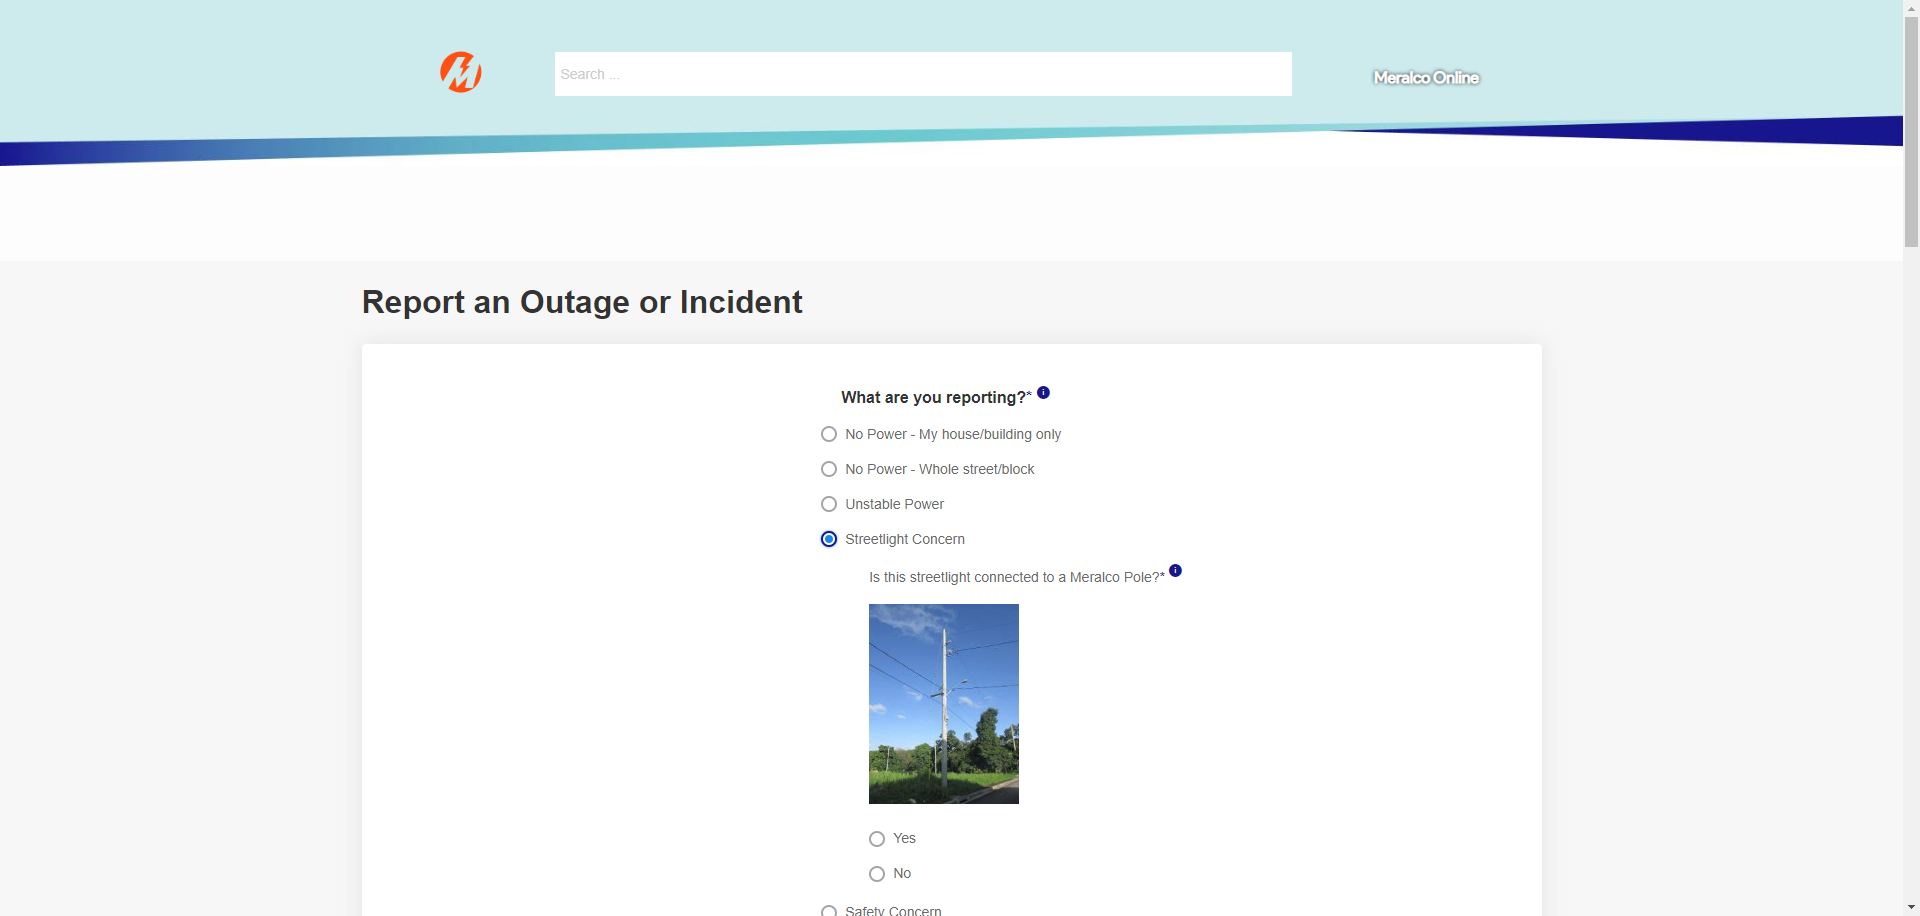 Search ...
Meralco Online
Report an Outage or Incident
What are you reporting?* i
No Power - My house/building only
No Power - Whole street/block
Unstable Power
Streetlight Concern
Is this streetlight connected to a Meralco Pole?* i
Yes
No
Safety Concern